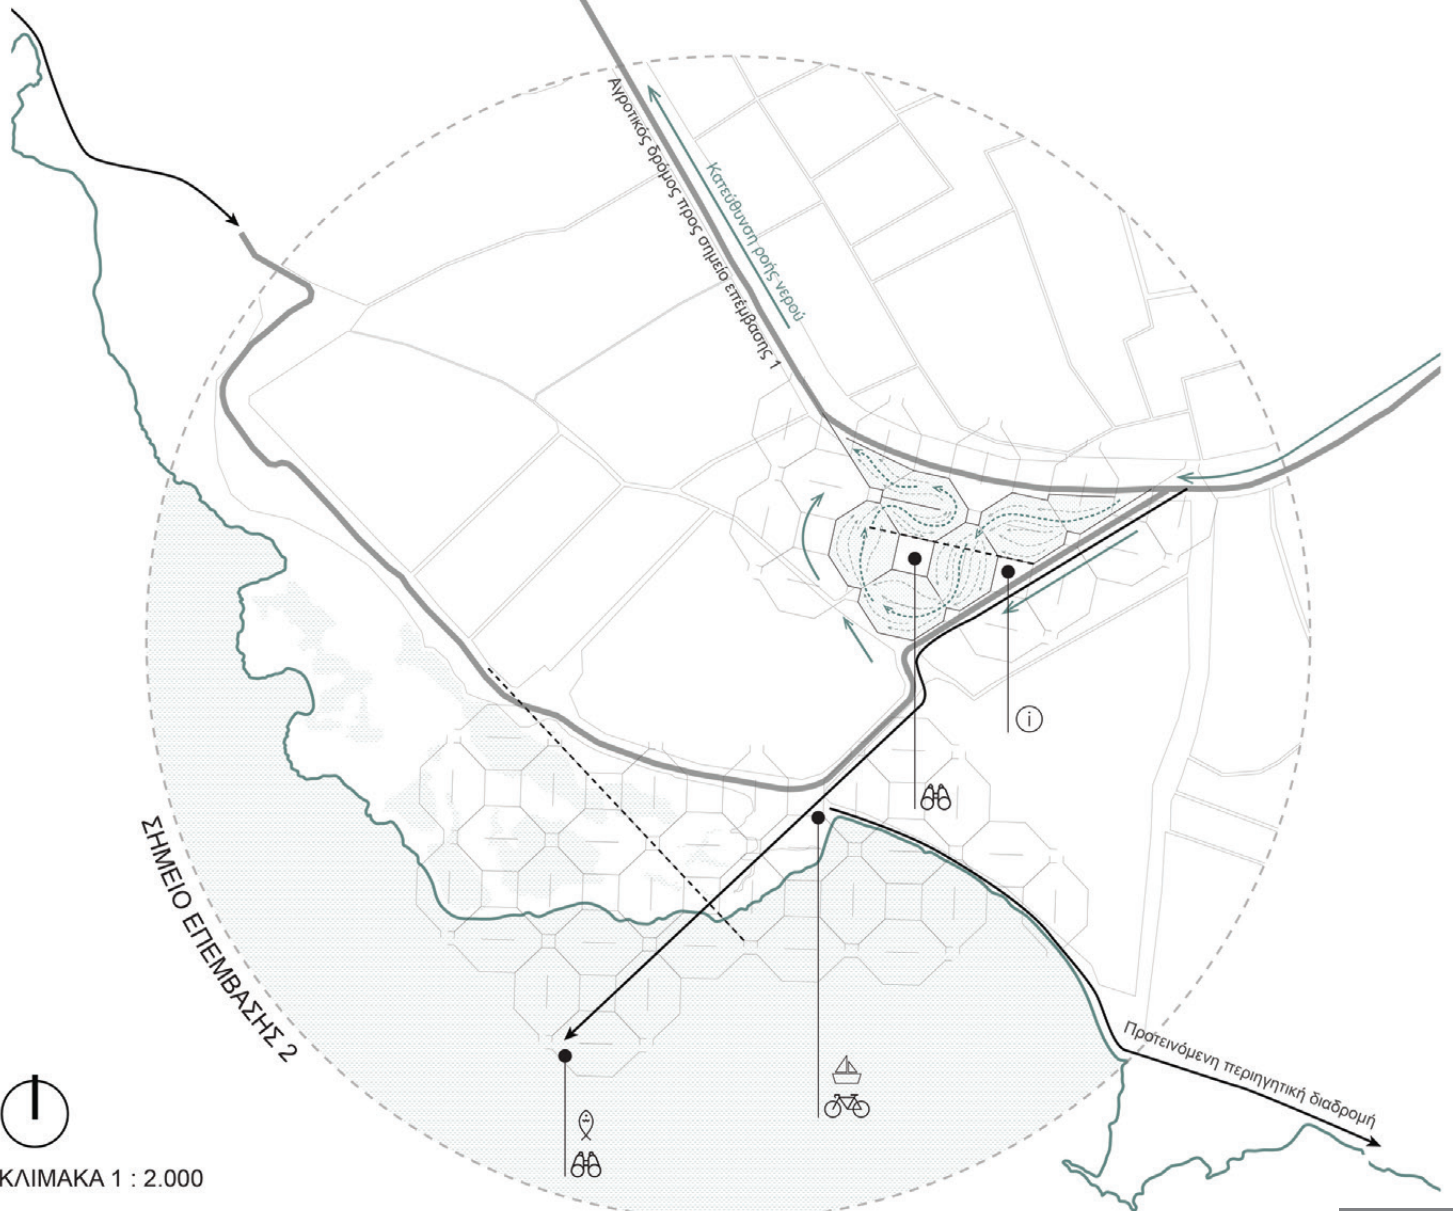 Αγροτικός δρόμος προς σημείο επέμβασης 1
Κατεύθυνση ροής νερού
i
ΣΗΜΕΙΟ ΕΠΕΜΒΑΣΗΣ 2
Προτεινόμενη περιηγητική διαδρομή
ΚΛΙΜΑΚΑ 1 : 2.000